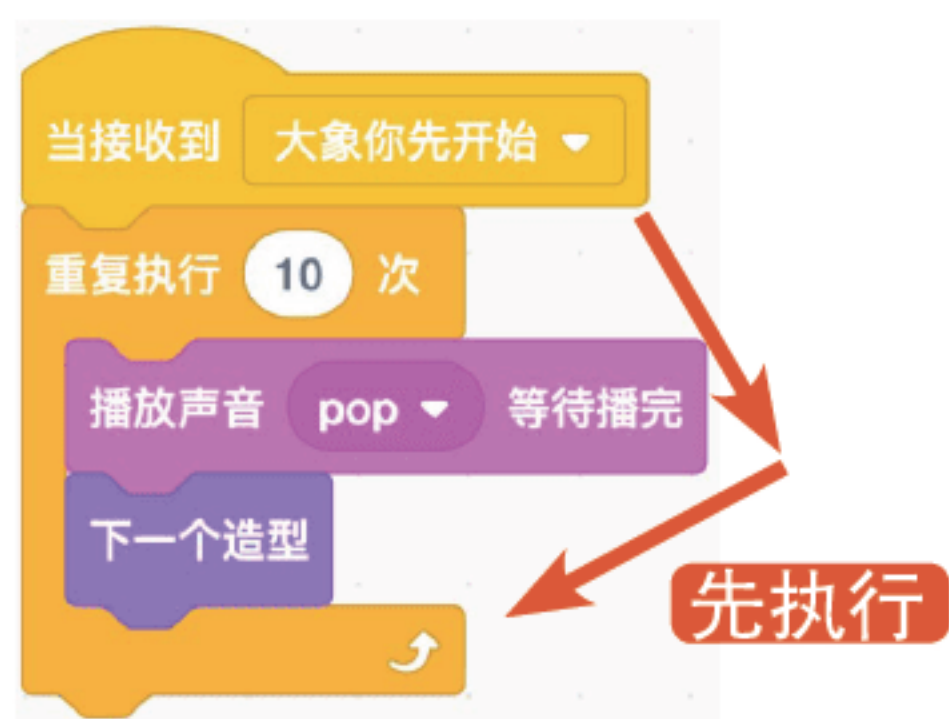 当接收到 大象你先开始
重复执行 10 次
播放声音 pop 等待播完
下一个造型
先执行